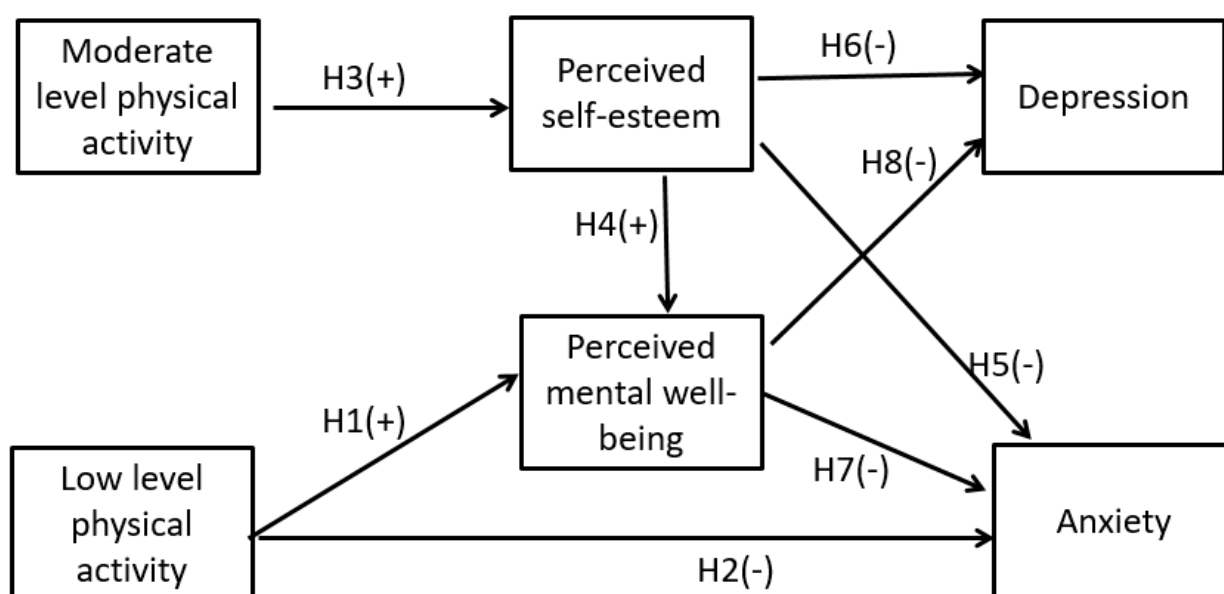 Moderate
level physical
activity
H3(+)
Perceived
self-esteem
H6(-)
Depression
H8(-)
H4(+)
Perceived
mental well-
being
H5(-)
H1(+)
H7(-)
Low level
physical
activity
H2(-)
Anxiety